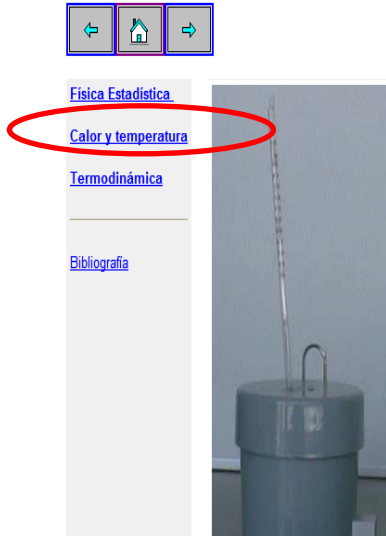 Física Estadística
Calor y temperatura
Termodinámica
Bibliografía